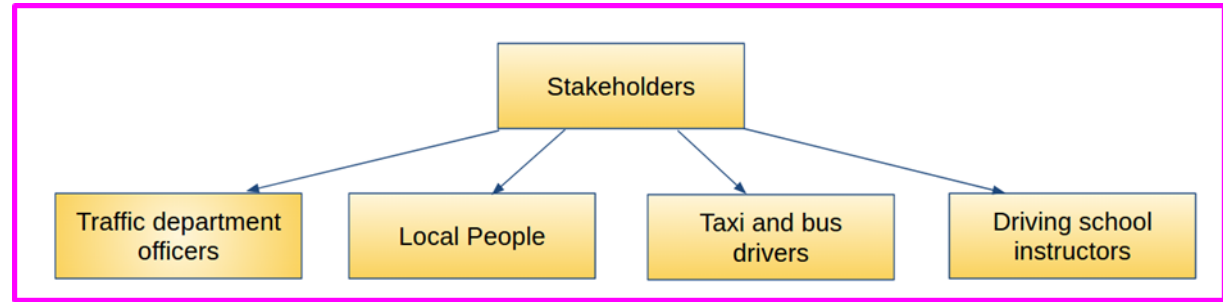 Stakeholders
Traffic department
officers
Local People
Taxi and bus
drivers
Driving school
instructors